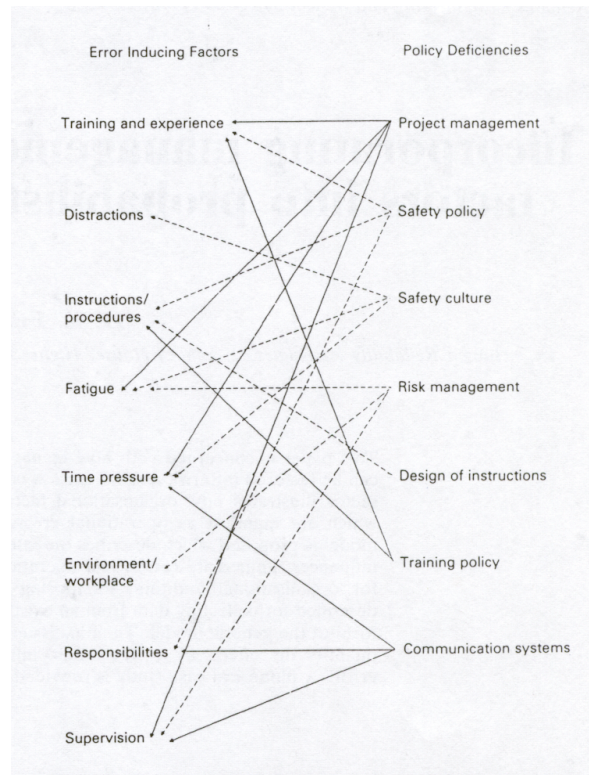 Error Inducing Factors
Policy Deficiencies
Training and experience
Project management
Distractions
Safety policy
Instructions/
procedures
Safety culture
Fatigue
Risk management
Time pressure
Design of instructions
Environment/
workplace
Training policy
Responsibilities
Communication systems
Supervision